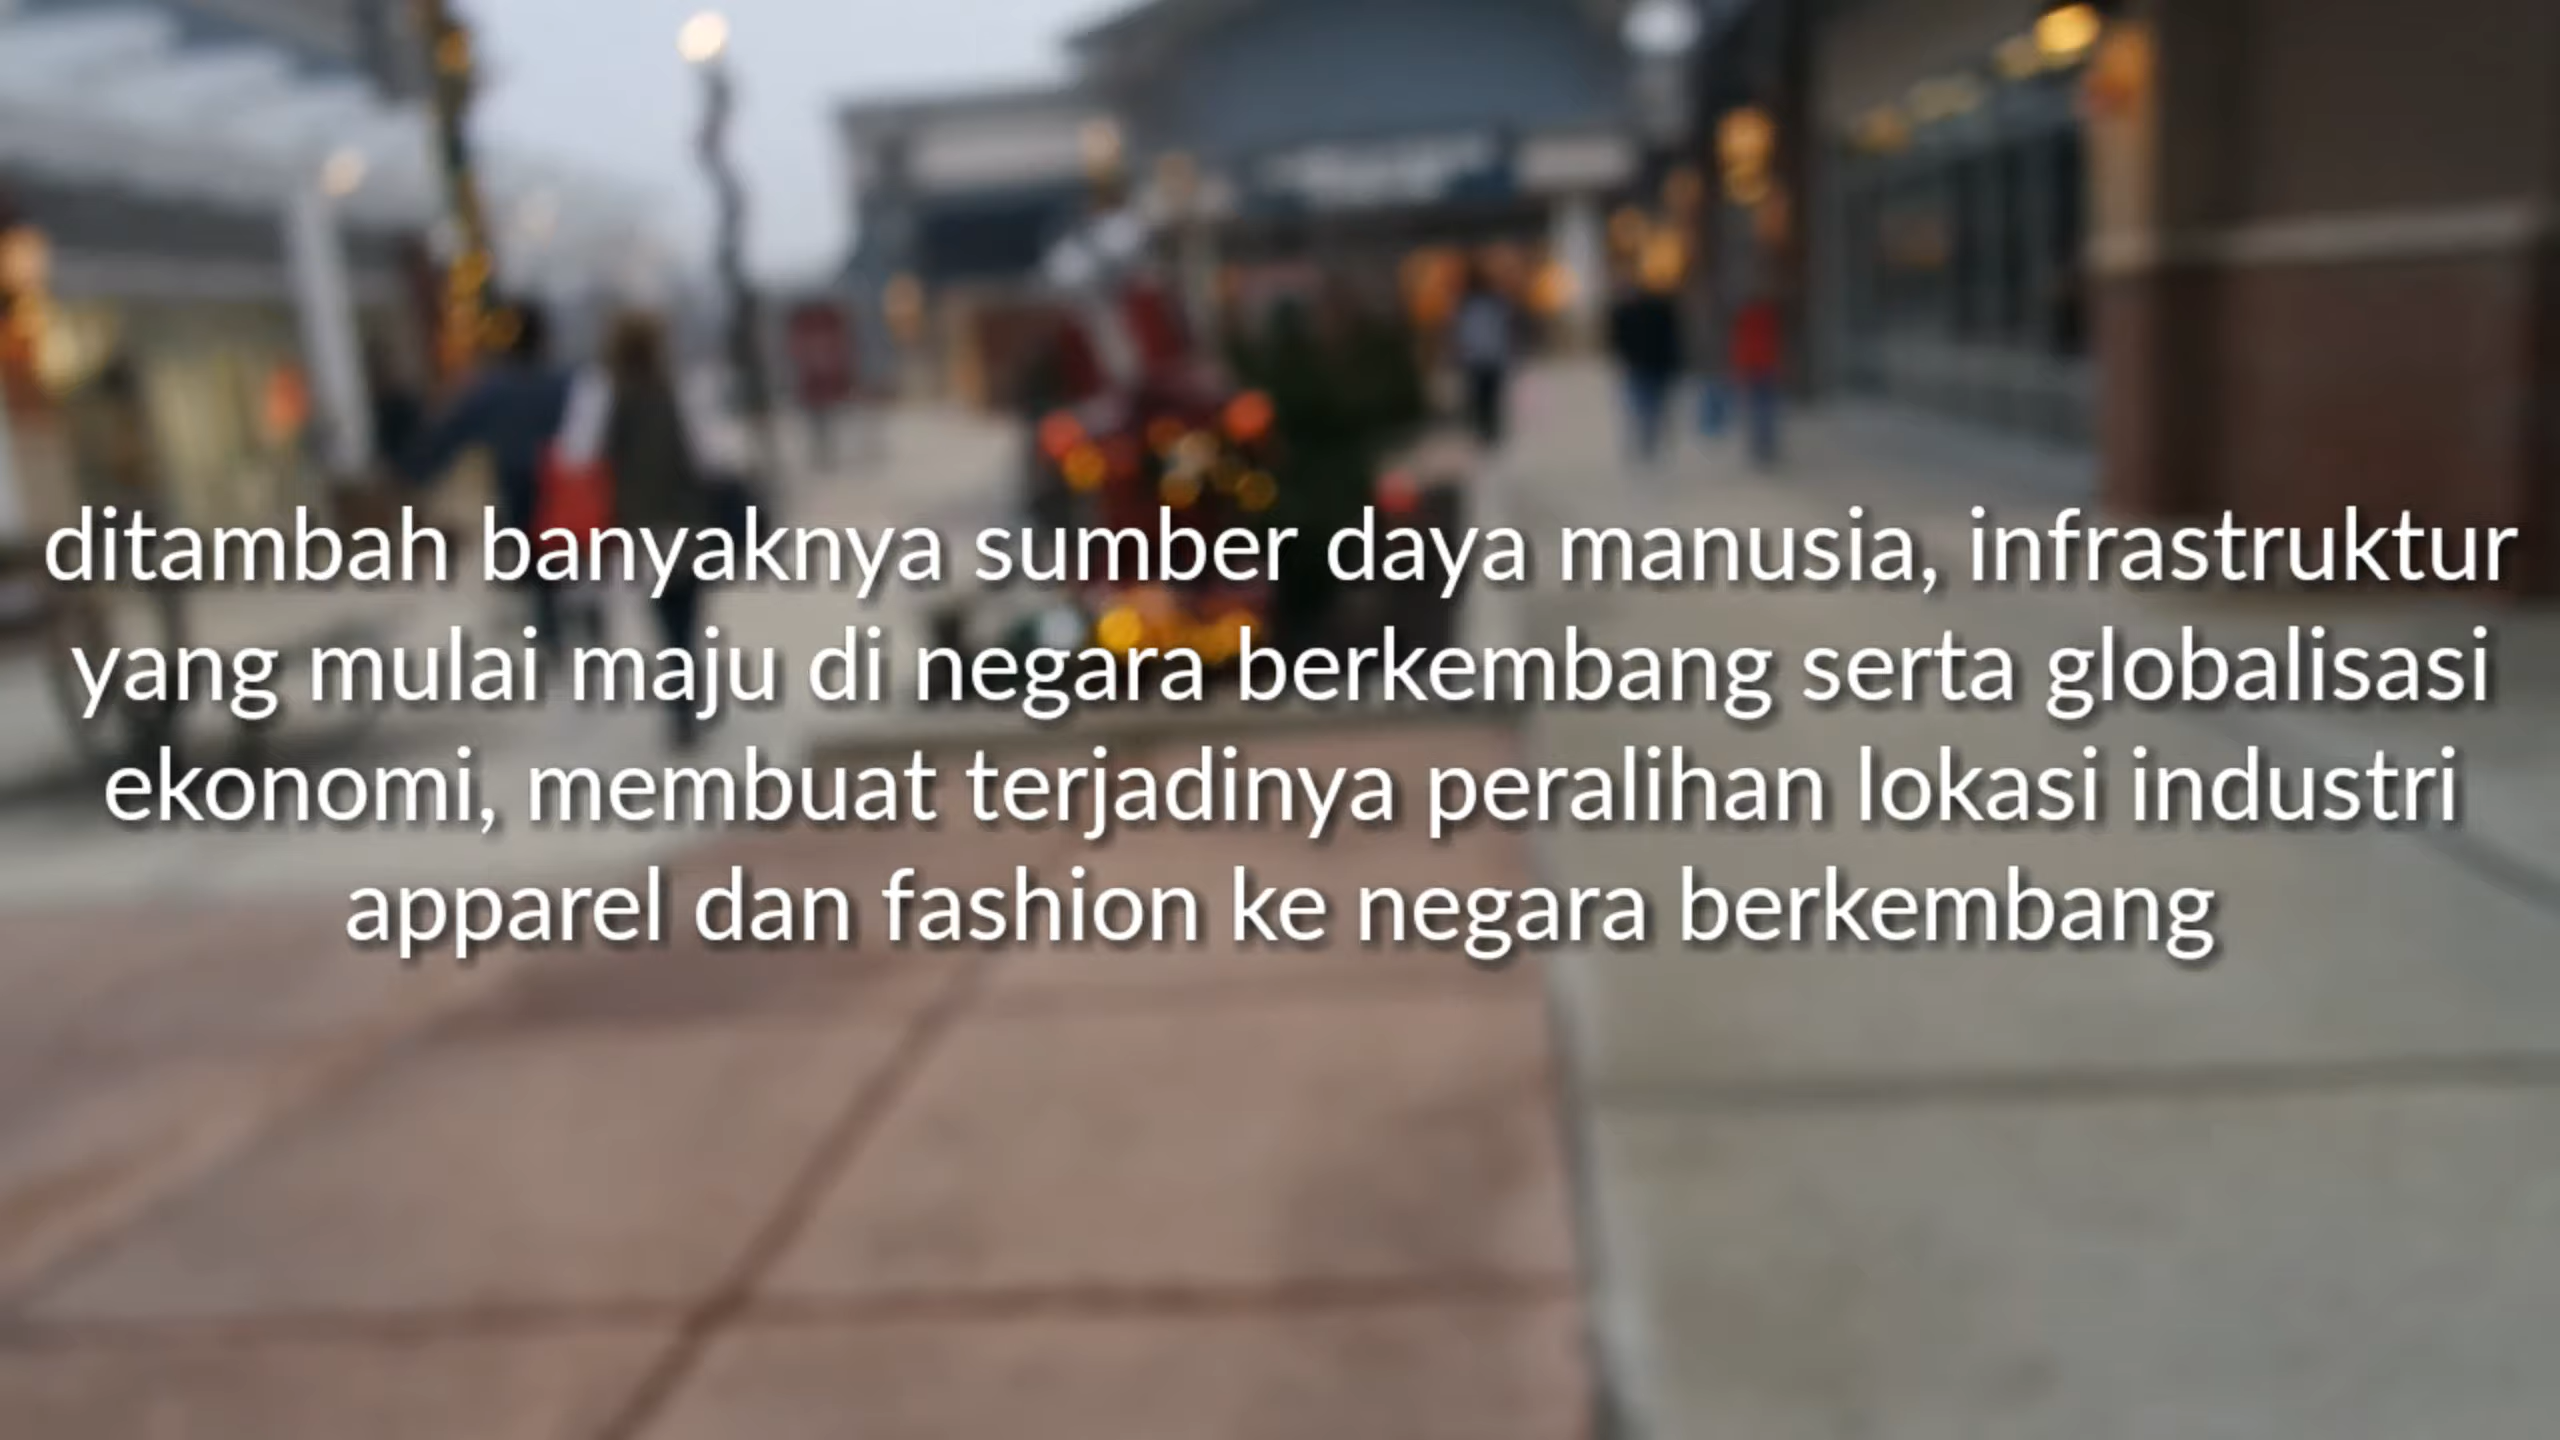 ditambah banyaknya sumber daya manusia, infrastruktur
yang mulai maju di negara berkembang serta globalisasi
ekonomi, membuat terjadinya peralihan lokasi industri
apparel dan fashion ke negara berkembang